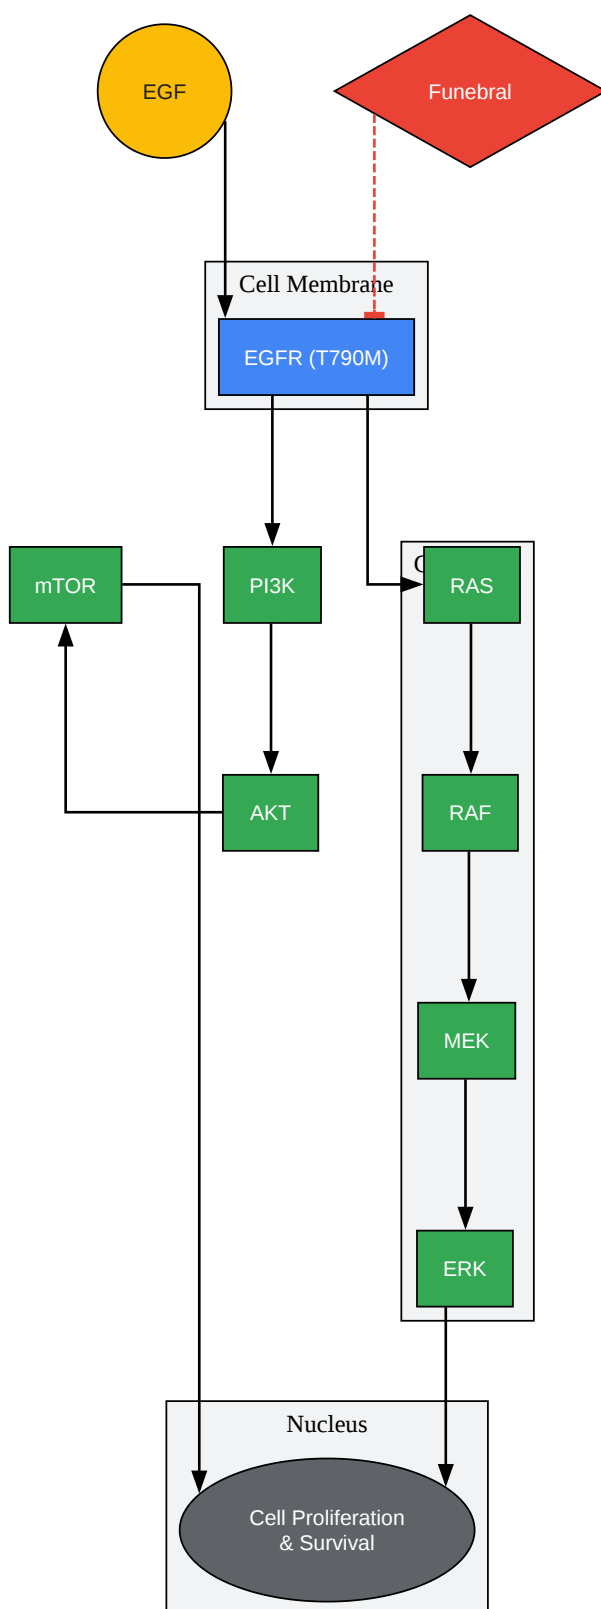 EGF
Funebral
Cell Membrane
EGFR (T790M)
mTOR
PI3K
RAS
AKT
RAF
MEK
ERK
Nucleus
Cell Proliferation
& Survival